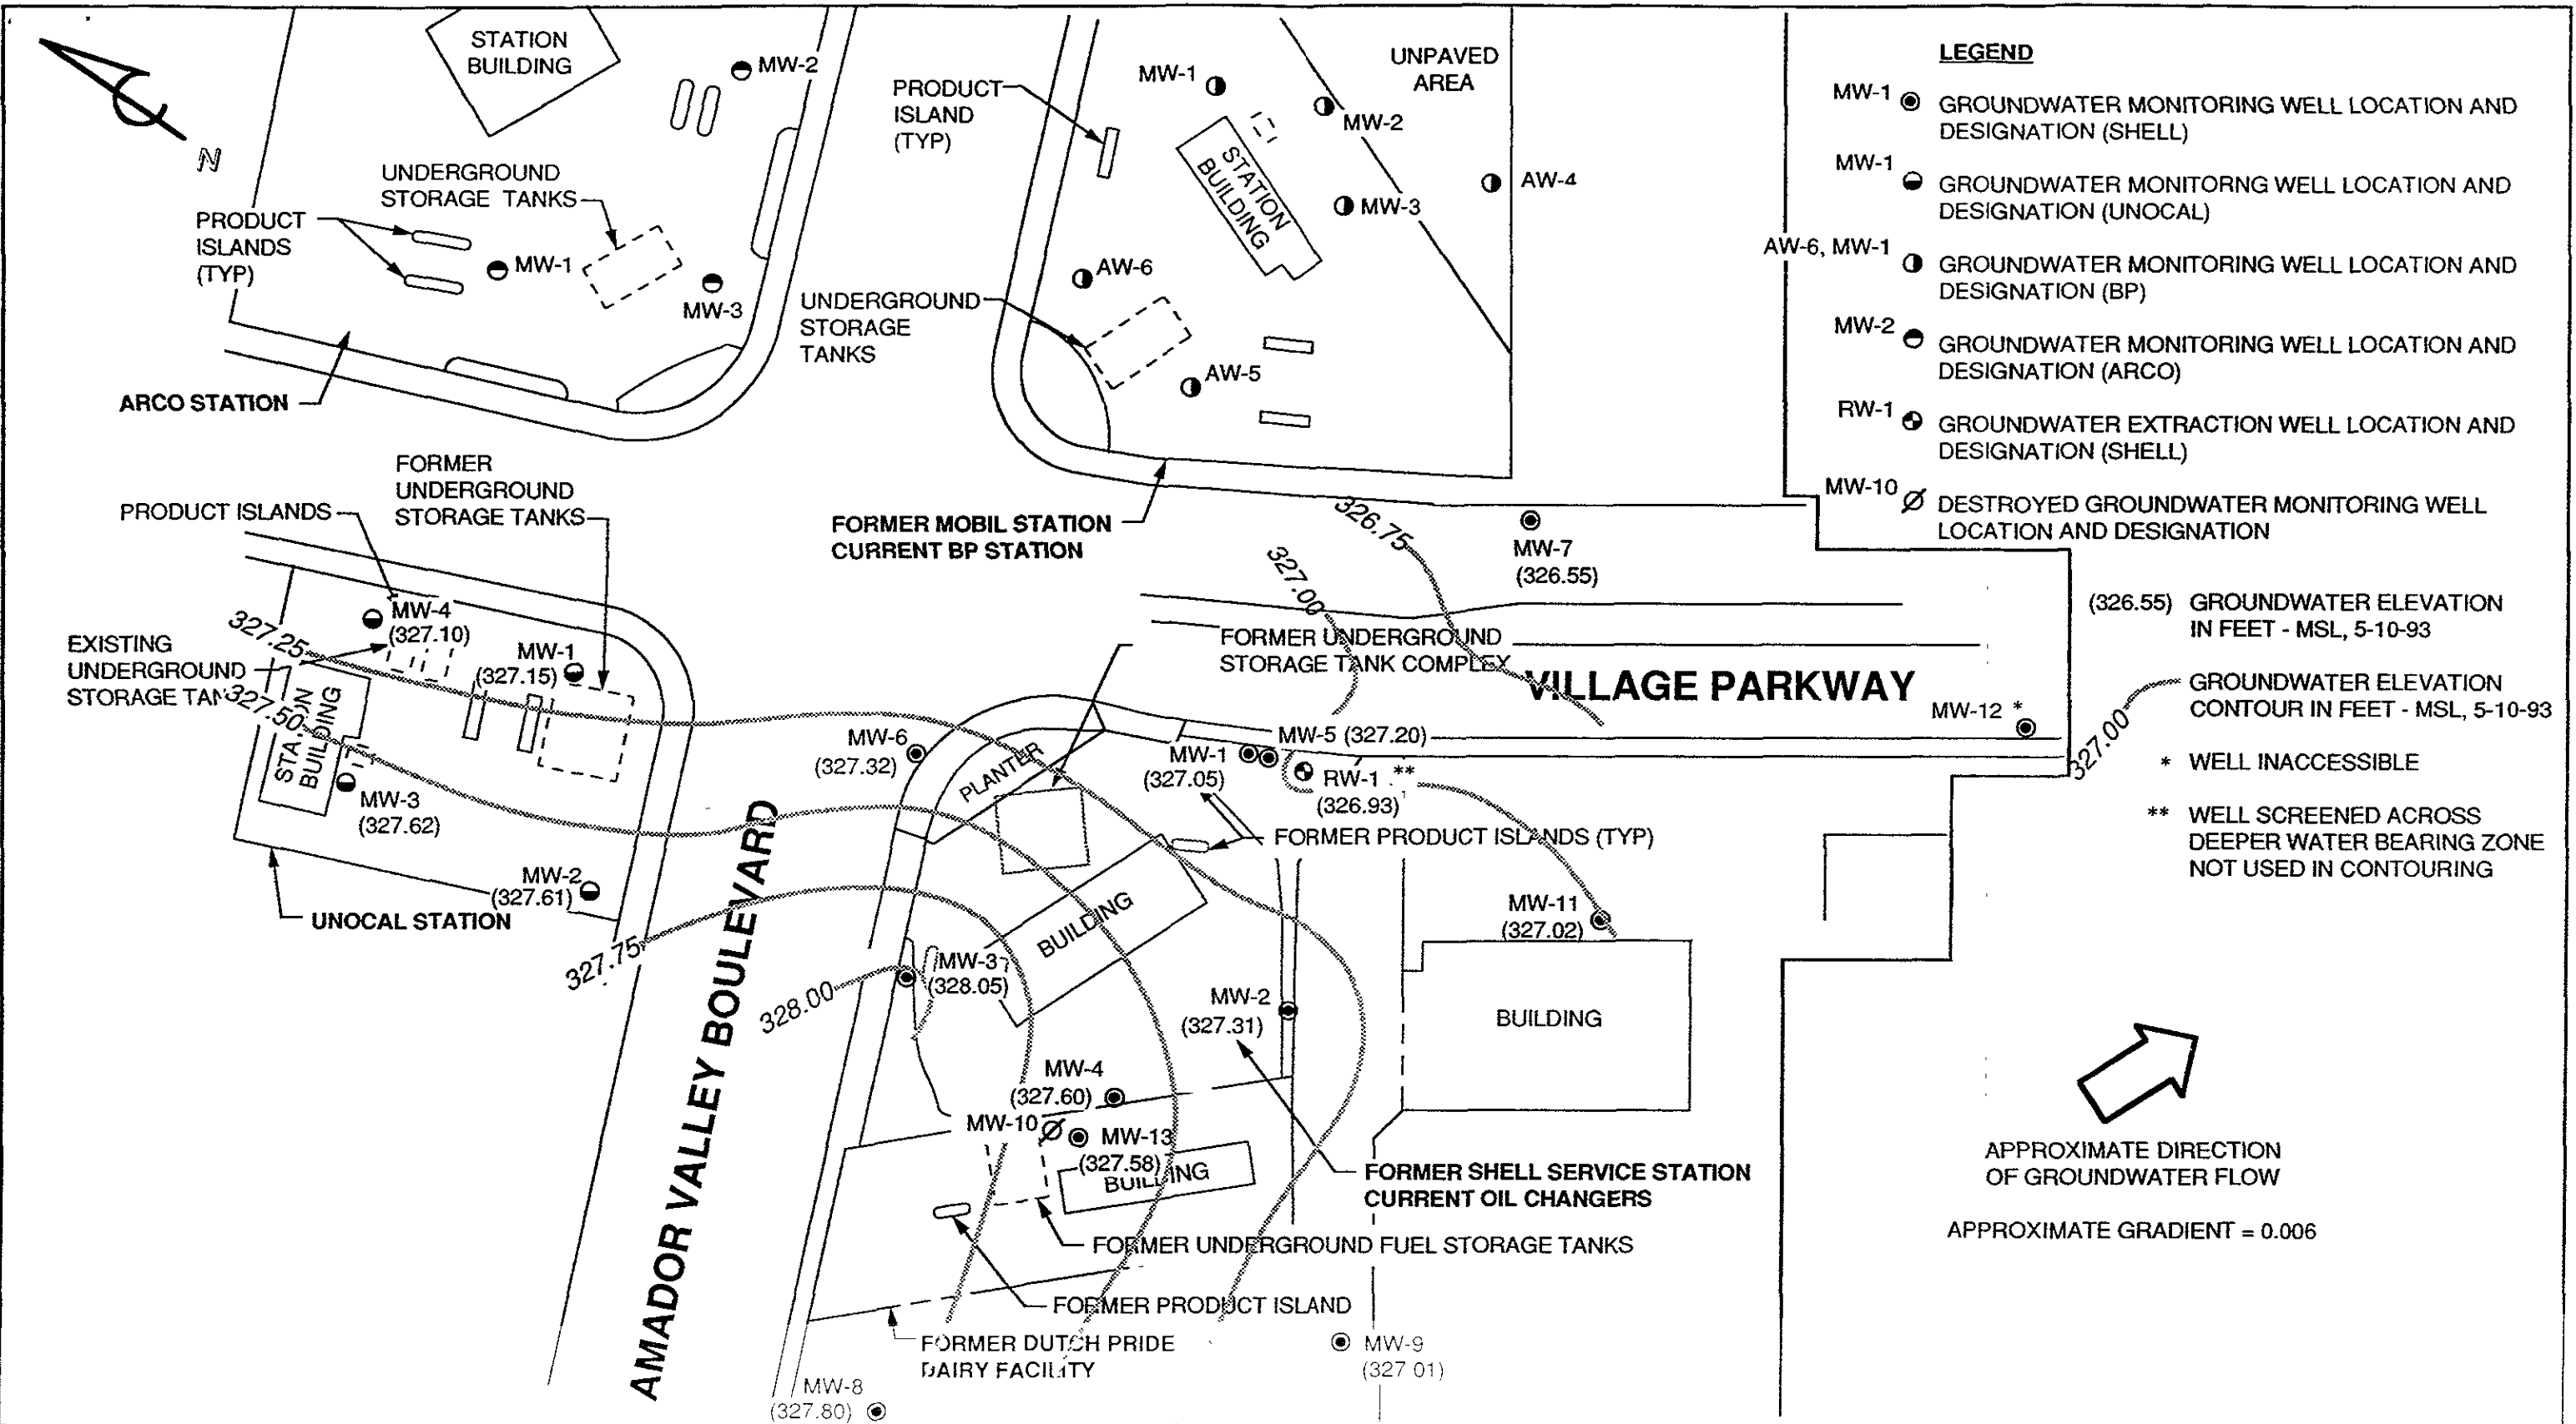 STATION
BUILDING
MW-2
PRODUCT
ISLAND
(TYP)
MW-1
UNPAVED
AREA
MW-2
STATION
BUILDING
AW-4
MW-3
N
UNDERGROUND
STORAGE TANKS
PRODUCT
ISLANDS
(TYP)
MW-1
MW-3
AW-6
UNDERGROUND
STORAGE
TANKS
AW-5
ARCO STATION
FORMER MOBIL STATION
CURRENT BP STATION
LEGEND
MW-1
GROUNDWATER MONITORING WELL LOCATION AND
DESIGNATION (SHELL)
MW-1
GROUNDWATER MONITORNG WELL LOCATION AND
DESIGNATION (UNOCAL)
AW-6, MW-1
GROUNDWATER MONITORING WELL LOCATION AND
DESIGNATION (BP)
MW-2
GROUNDWATER MONITORING WELL LOCATION AND
DESIGNATION (ARCO)
RW-1
GROUNDWATER EXTRACTION WELL LOCATION AND
DESIGNATION (SHELL)
MW-10
DESTROYED GROUNDWATER MONITORING WELL
LOCATION AND DESIGNATION
(326.55) GROUNDWATER ELEVATION
IN FEET - MSL, 5-10-93
327.00
GROUNDWATER ELEVATION
CONTOUR IN FEET - MSL, 5-10-93
* WELL INACCESSIBLE
** WELL SCREENED ACROSS
DEEPER WATER BEARING ZONE
NOT USED IN CONTOURING
FORMER
UNDERGROUND
STORAGE TANKS
PRODUCT ISLANDS
EXISTING
UNDERGROUND
STORAGE TAN
MW-4
(327.10)
MW-1
(327.15)
327.25
327.50
STA ON
BUILDING
MW-3
(327.62)
MW-2
(327.61)
UNOCAL STATION
327.75
328.00
AMADOR VALLEY BOULEVARD
326.75
327.00
MW-7
(326.55)
FORMER UNDERGROUND
STORAGE TANK COMPLEX
VILLAGE PARKWAY
MW-12 *
MW-6
(327.32)
PLANTER
MW-5 (327.20)
MW-1
(327.05)
RW-1 **
(326.93)
FORMER PRODUCT ISLANDS (TYP)
BUILDING
MW-11
(327.02)
BUILDING
MW-3
(328.05)
MW-2
(327.31)
MW-4
(327.60)
MW-10
MW-13
(327.58)
BUILDING
FORMER SHELL SERVICE STATION
CURRENT OIL CHANGERS
FORMER UNDERGROUND FUEL STORAGE TANKS
FORMER PRODUCT ISLAND
FORMER DUTCH PRIDE
DAIRY FACILITY
MW-9
(327 01)
MW-8
(327.80)
APPROXIMATE DIRECTION
OF GROUNDWATER FLOW
APPROXIMATE GRADIENT = 0.006